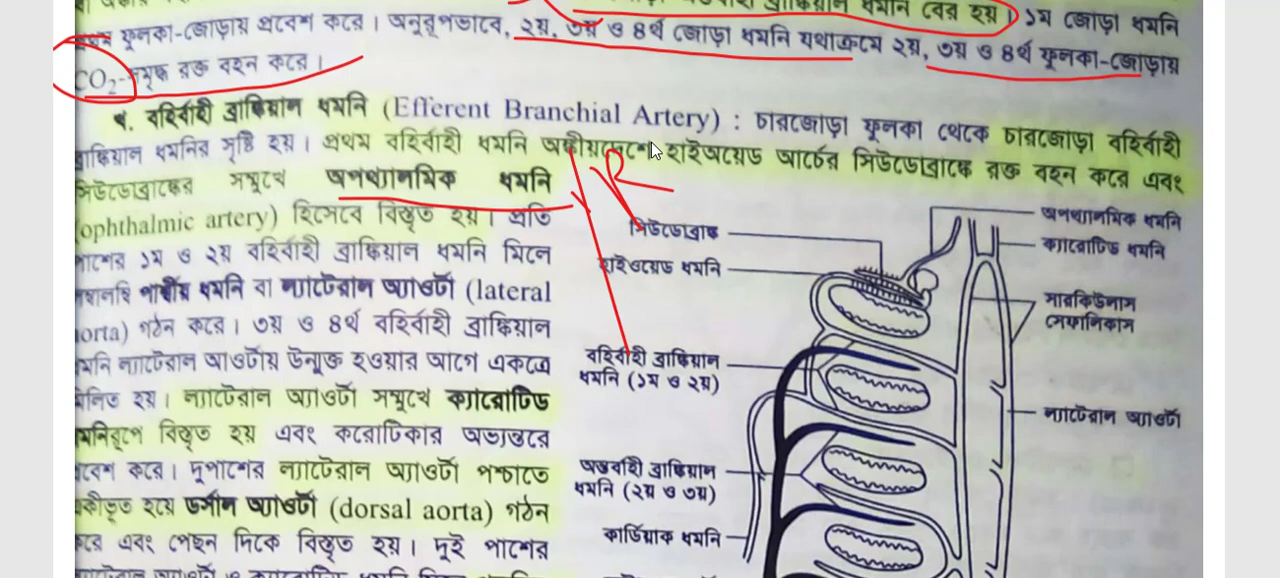 ব্রাঙ্কিয়াল ধমনি বের হয়। ১ম জোড়া ধমনি
প্রথম ফুলকা-জোড়ায় প্রবেশ করে। অনুরূপভাবে, ২য়, ৩য় ও ৪র্থ জোড়া ধমনি যথাক্রমে ২য়, ৩য় ও ৪র্থ ফুলকা-জোড়ায়
CO₂-সমৃদ্ধ রক্ত বহন করে।
খ. বহির্বাহী ব্রাঙ্কিয়াল ধমনি (Efferent Branchial Artery) : চারজোড়া ফুলকা থেকে চারজোড়া বহির্বাহী
ব্রাঙ্কিয়াল ধমনির সৃষ্টি হয়। প্রথম বহির্বাহী ধমনি অঙ্কীয়দেশে হাইঅয়েড আর্চের সিউডোব্রাঙ্কে রক্ত বহন করে এবং
সিউডোব্রাঙ্কের সম্মুখে অপথ্যালমিক ধমনি
(ophthalmic artery) হিসেবে বিস্তৃত হয়। প্রতি
পাশের ১ম ও ২য় বহির্বাহী ব্রাঙ্কিয়াল ধমনি মিলে
পার্শ্বীয় ধমনি বা ল্যাটেরাল অ্যাওর্টা (lateral
aorta) গঠন করে। ৩য় ও ৪র্থ বহির্বাহী ব্রাঙ্কিয়াল
ধমনি ল্যাটেরাল আওর্টায় উন্মুক্ত হওয়ার আগে একত্রে
মিলিত হয়। ল্যাটেরাল অ্যাওর্টা সম্মুখে ক্যারোটিড
ধমনিরূপে বিস্তৃত হয় এবং করোটিকার অভ্যন্তরে
প্রবেশ করে। দুপাশের ল্যাটেরাল অ্যাওর্টা পশ্চাতে
একীভূত হয়ে ডর্সাল অ্যাওর্টা (dorsal aorta) গঠন
করে এবং পেছন দিকে বিস্তৃত হয়। দুই পাশের
সিউডোব্রাঙ্ক
হাইওয়েড ধমনি
বহির্বাহী ব্রাঙ্কিয়াল
ধমনি (১ম ও ২য়)
অন্তর্বাহী ব্রাঙ্কিয়াল
ধমনি (২য় ও ৩য়)
কার্ডিয়াক ধমনি
অপথ্যালমিক ধমনি
ক্যারোটিড ধমনি
সারকিউলাস
সেফালিকাস
ল্যাটেরাল অ্যাওর্টা